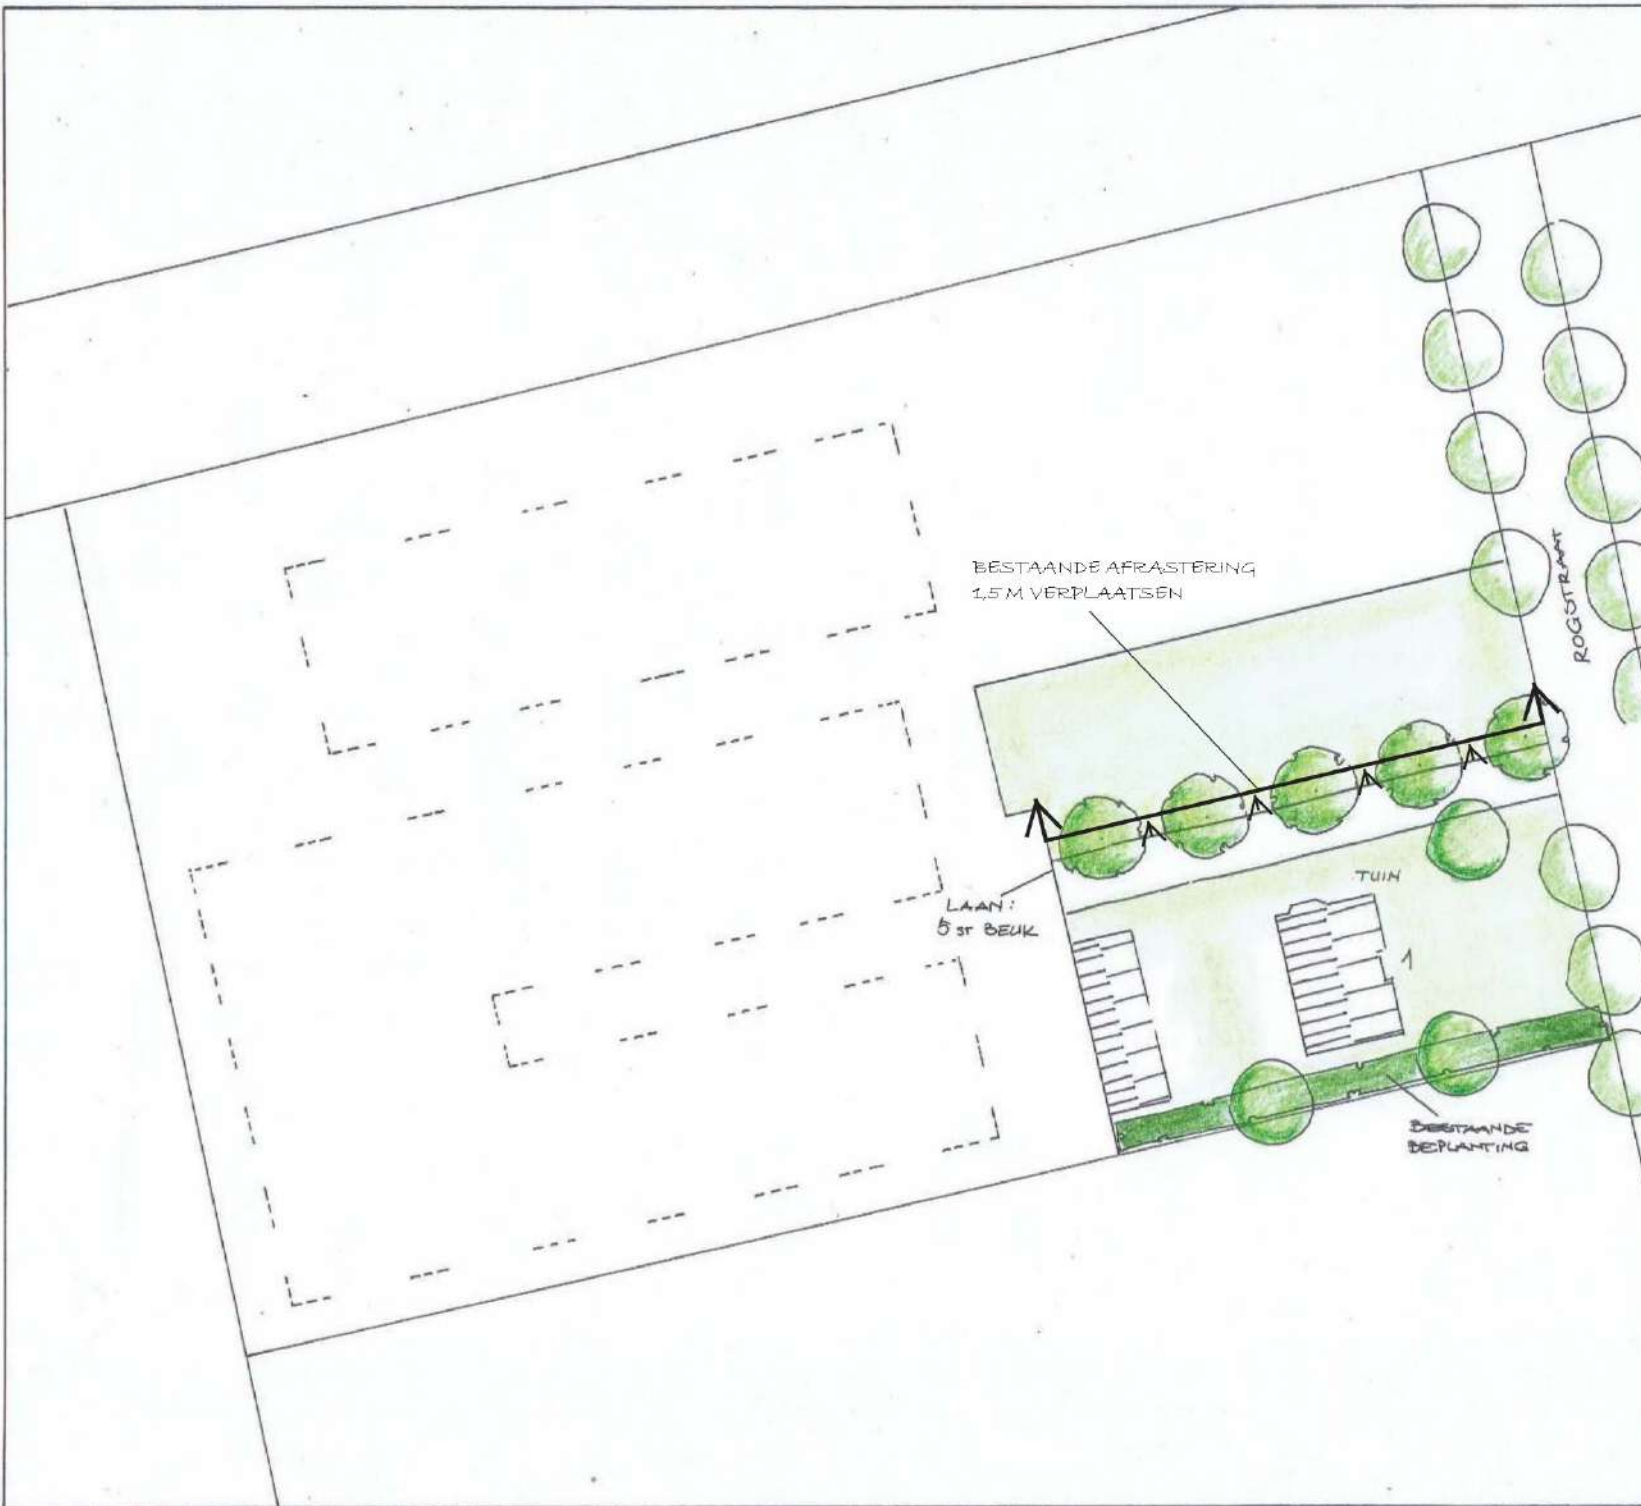 BESTAANDE AFRASTERING
1,5 M VERPLAATSEN
ROGSTRAAT
TUIN
LAAN:
5 ST BEUK
1
BESTAANDE
BEPLANTING